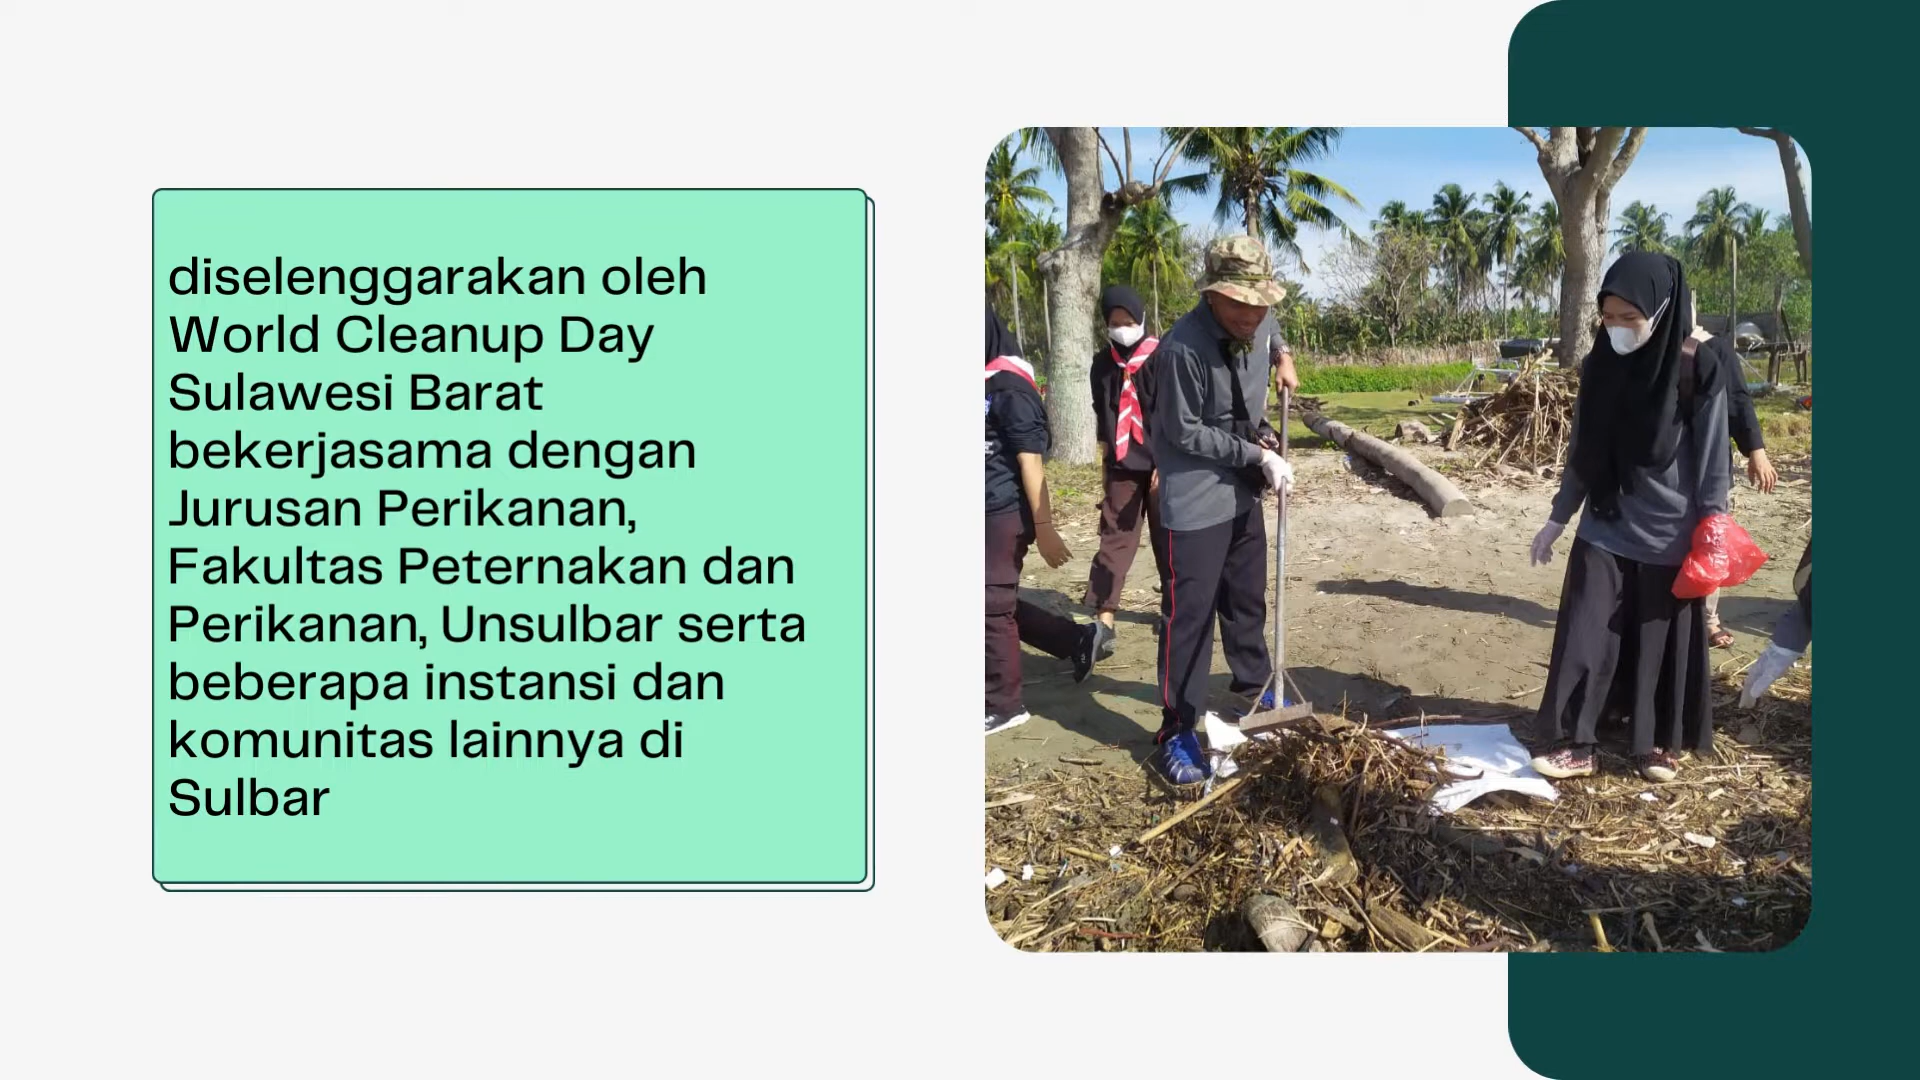 diselenggarakan oleh
World Cleanup Day
Sulawesi Barat
bekerjasama dengan
Jurusan Perikanan,
Fakultas Peternakan dan
Perikanan, Unsulbar serta
beberapa instansi dan
komunitas lainnya di
Sulbar